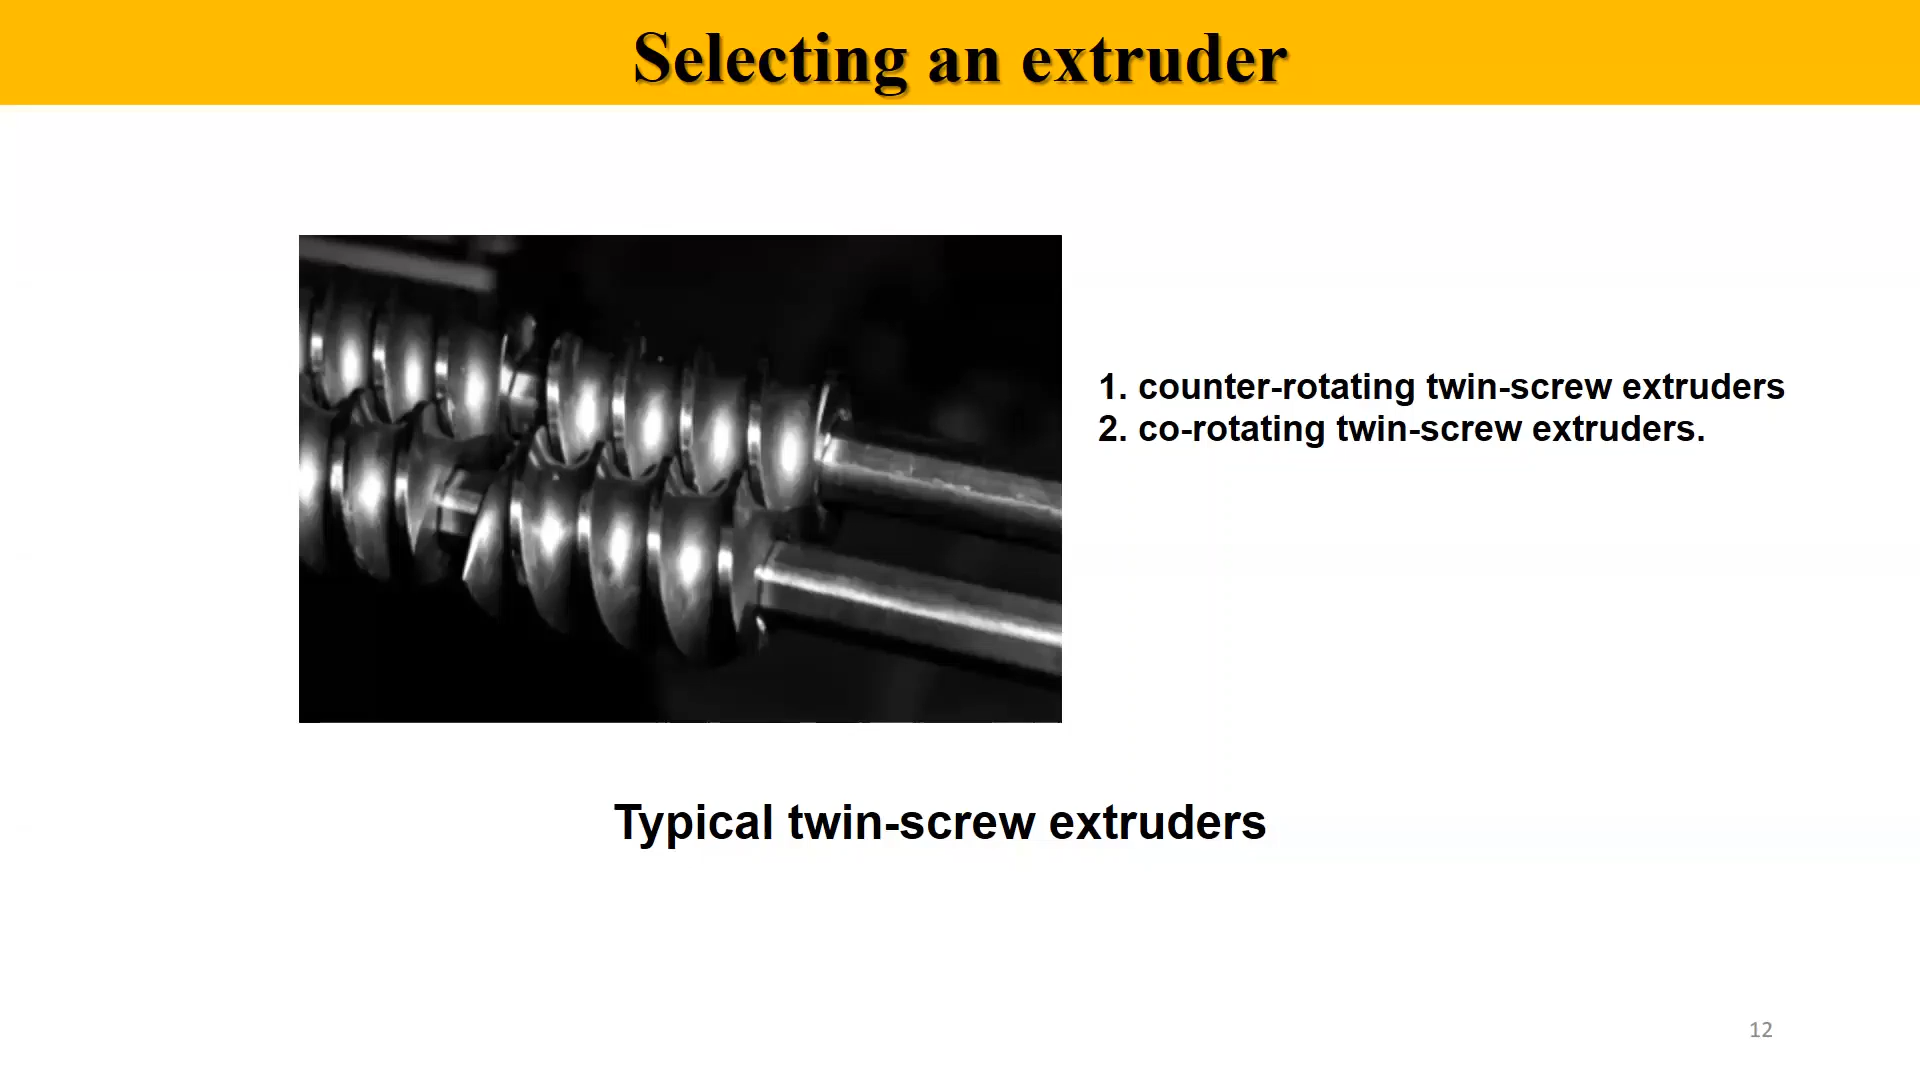 Selecting an extruder
1. counter-rotating twin-screw extruders
2. co-rotating twin-screw extruders.
Typical twin-screw extruders
12